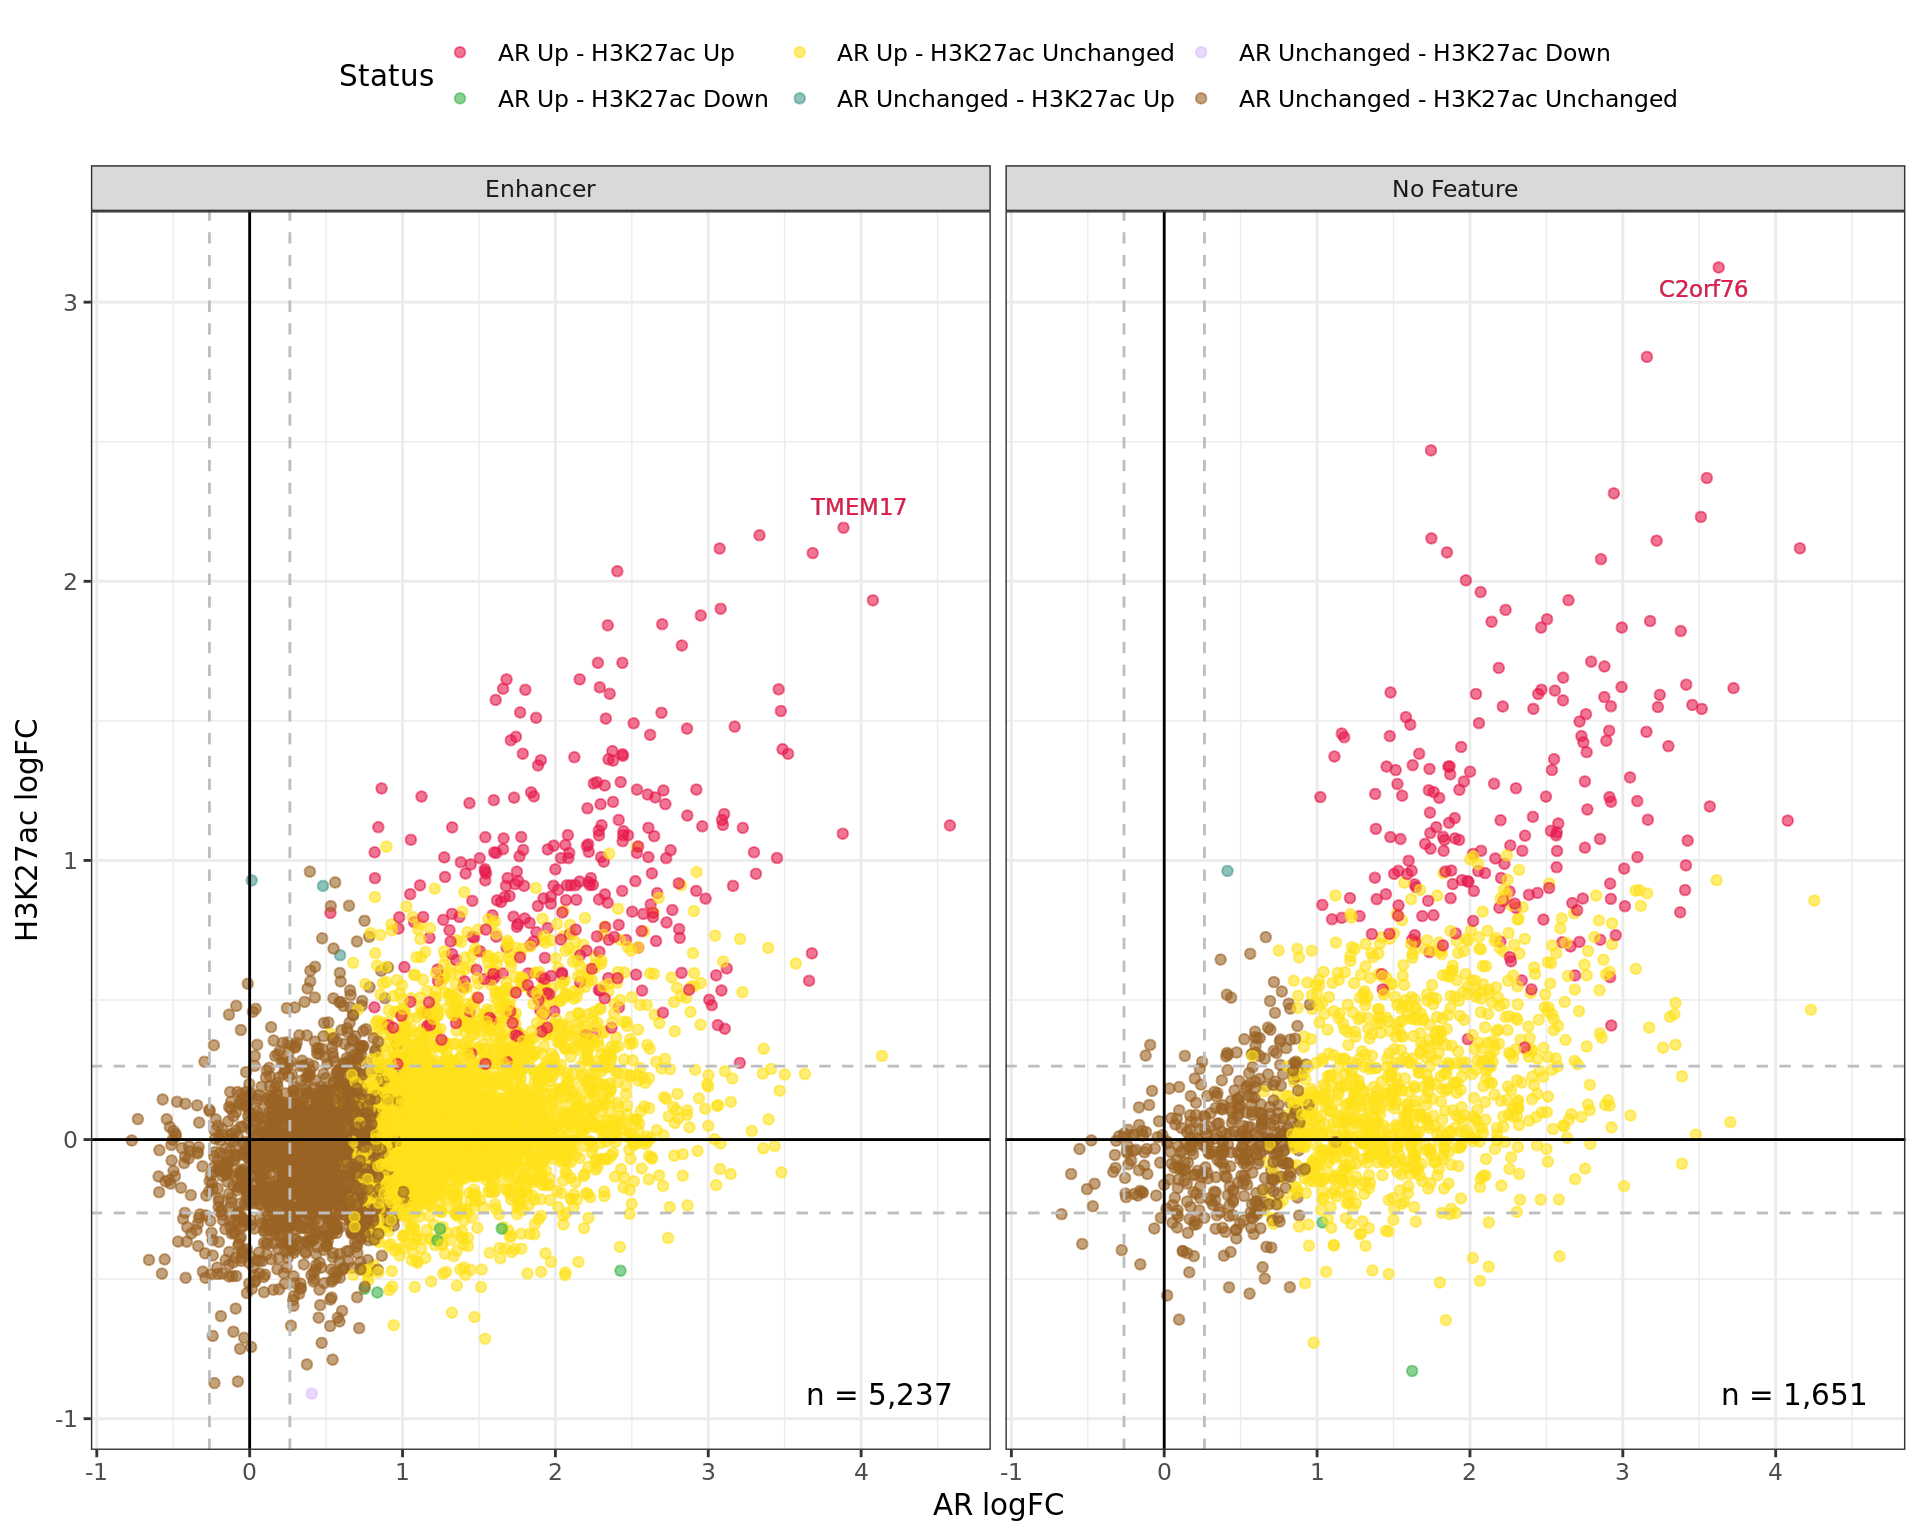 Status
AR Up - H3K27ac Up
AR Up - H3K27ac Unchanged
AR Unchanged - H3K27ac Down
AR Up - H3K27ac Down
AR Unchanged - H3K27ac Up
AR Unchanged - H3K27ac Unchanged
Enhancer
No Feature
H3K27ac logFC
3
2
1
0
-1
C2orf76
TMEM17
n = 5,237
n = 1,651
-1 0 1 2 3 4
-1 0 1 2 3 4
AR logFC